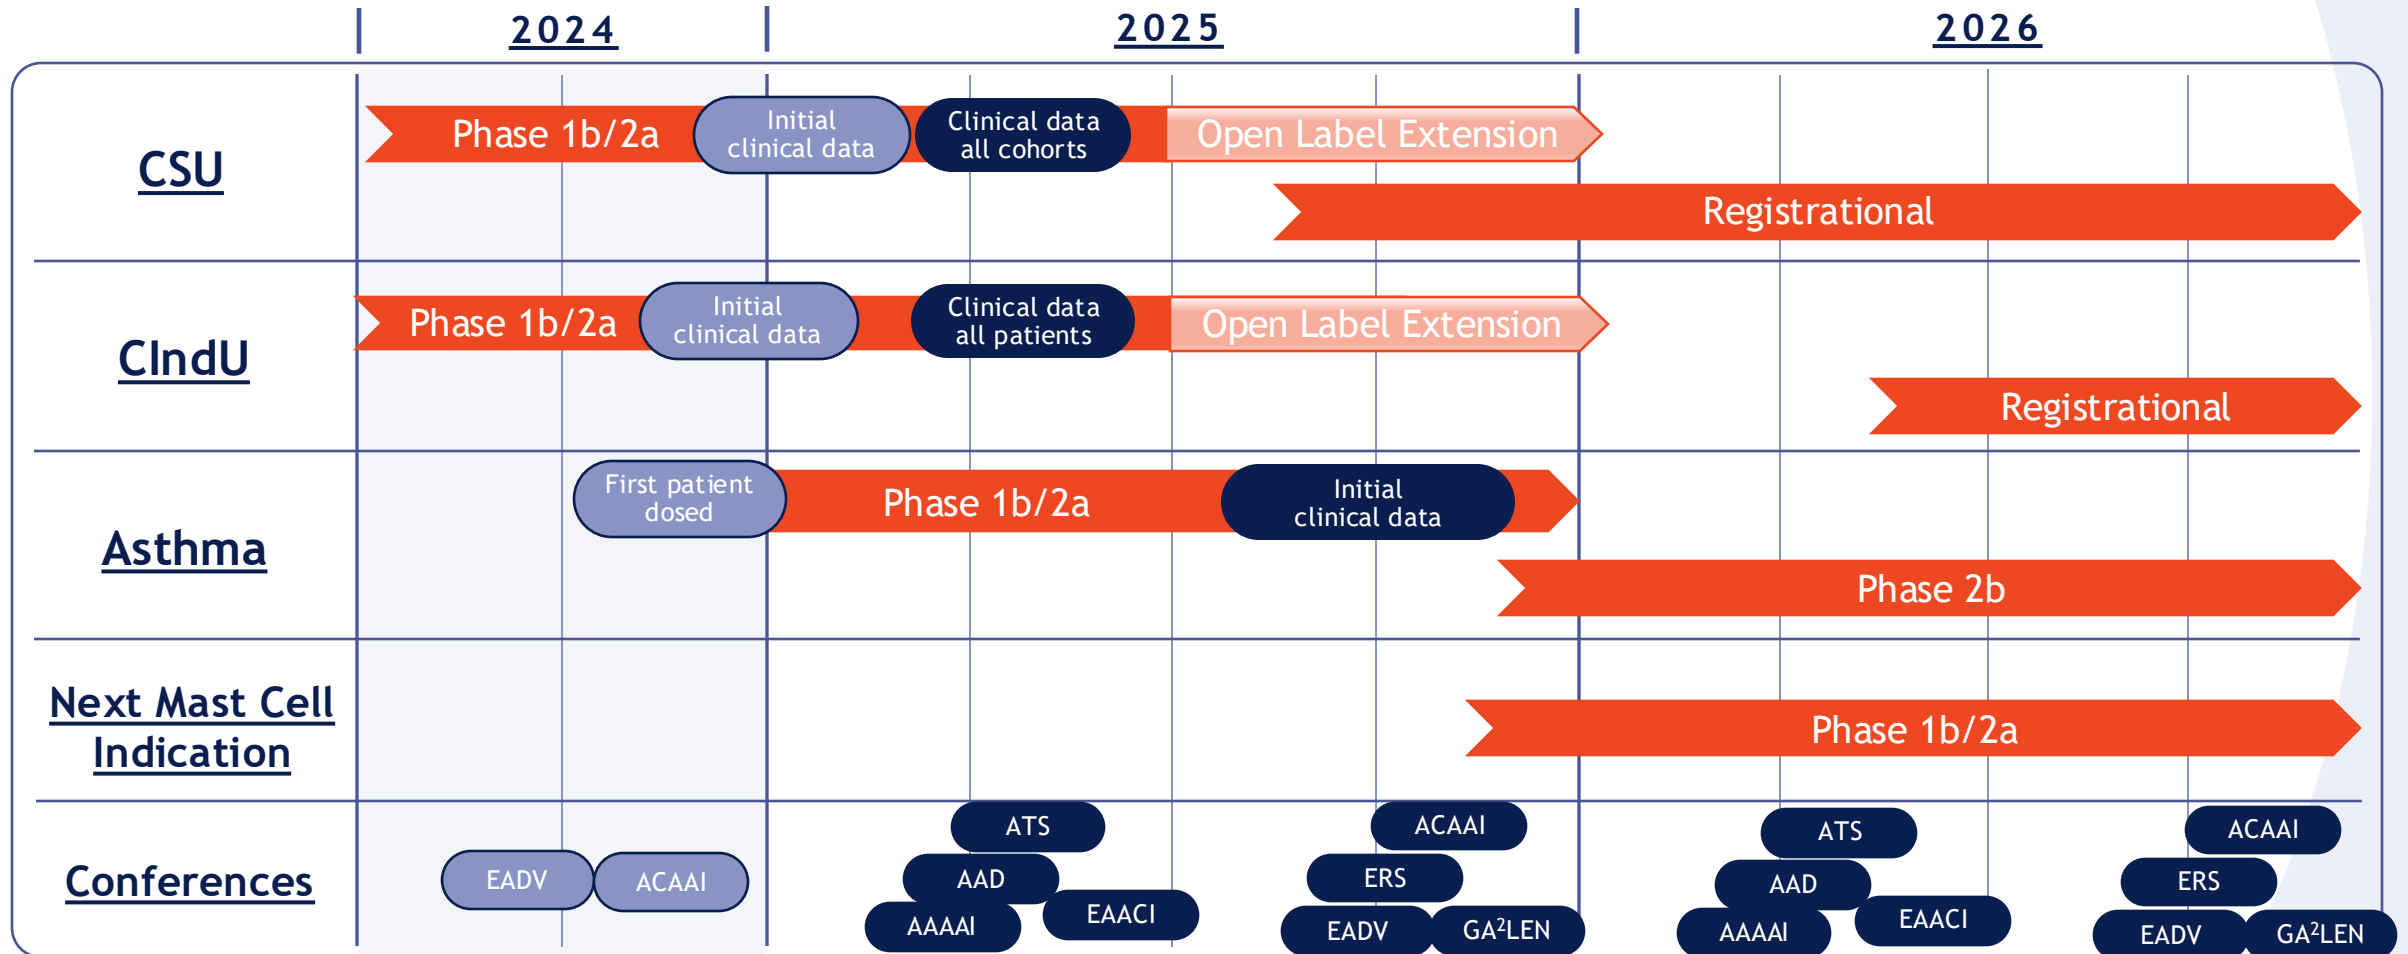 2024
2025
2026
CSU
Phase 1b/2a
Initial
clinical data
Clinical data
all cohorts
Open Label Extension
Registrational
CIndU
Phase 1b/2a
Initial
clinical data
Clinical data
all patients
Open Label Extension
Registrational
Asthma
First patient
dosed
Phase 1b/2a
Initial
clinical data
Phase 2b
Next Mast Cell
Indication
Phase 1b/2a
Conferences
EADV
ACAAI
ATS
AAD
AAAAI
EAACI
ACAAI
ERS
EADV
GA²LEN
ATS
AAD
AAAAI
EAACI
ACAAI
ERS
EADV
GA²LEN